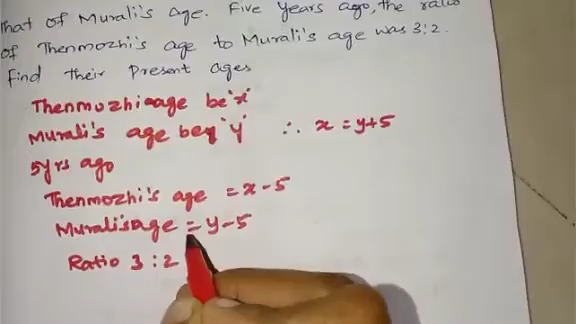 that of Murali's Age. Five years ago, the ratio
of Thenmozhi's age to Murali's age was 3:2.
Find their Present ages
Thenmozhi age be 'x'
Murali's age be 'y' ∴ x = y+5
5yrs ago
Thenmozhi's age = x-5
Murali's age = y-5
Ratio 3:2